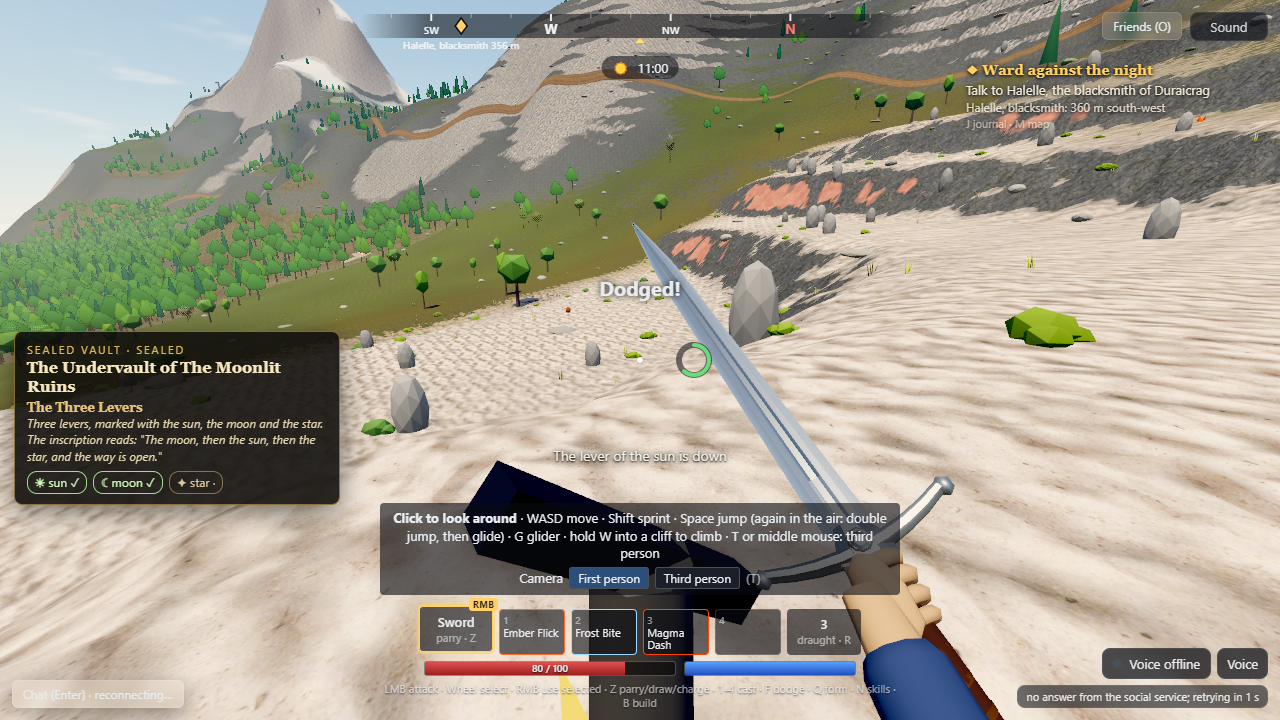 SW
W
NW
N
Halelle, blacksmith 356 m
11:00
Friends (O)
Sound
Ward against the night
Talk to Halelle, the blacksmith of Duraicrag
Halelle, blacksmith: 360 m south-west
J journal · M map
Dodged!
SEALED VAULT · SEALED
The Undervault of The Moonlit
Ruins
The Three Levers
Three levers, marked with the sun, the moon and the star.
The inscription reads: "The moon, then the sun, then the
star, and the way is open."
☀ sun ✓
☾ moon ✓
✦ star ·
The lever of the sun is down
Click to look around · WASD move · Shift sprint · Space jump (again in the air: double
jump, then glide) · G glider · hold W into a cliff to climb · T or middle mouse: third
person
Camera First person Third person (T)
RMB
Sword
parry · Z
1
Ember Flick
2
Frost Bite
3
Magma
Dash
4
3
draught · R
80 / 100
LMB attack · Wheel select · RMB use selected · Z parry/draw/charge · 1-4 cast · F dodge · Q form · N skills ·
B build
Chat (Enter) · reconnecting...
Voice offline
Voice
no answer from the social service; retrying in 1 s